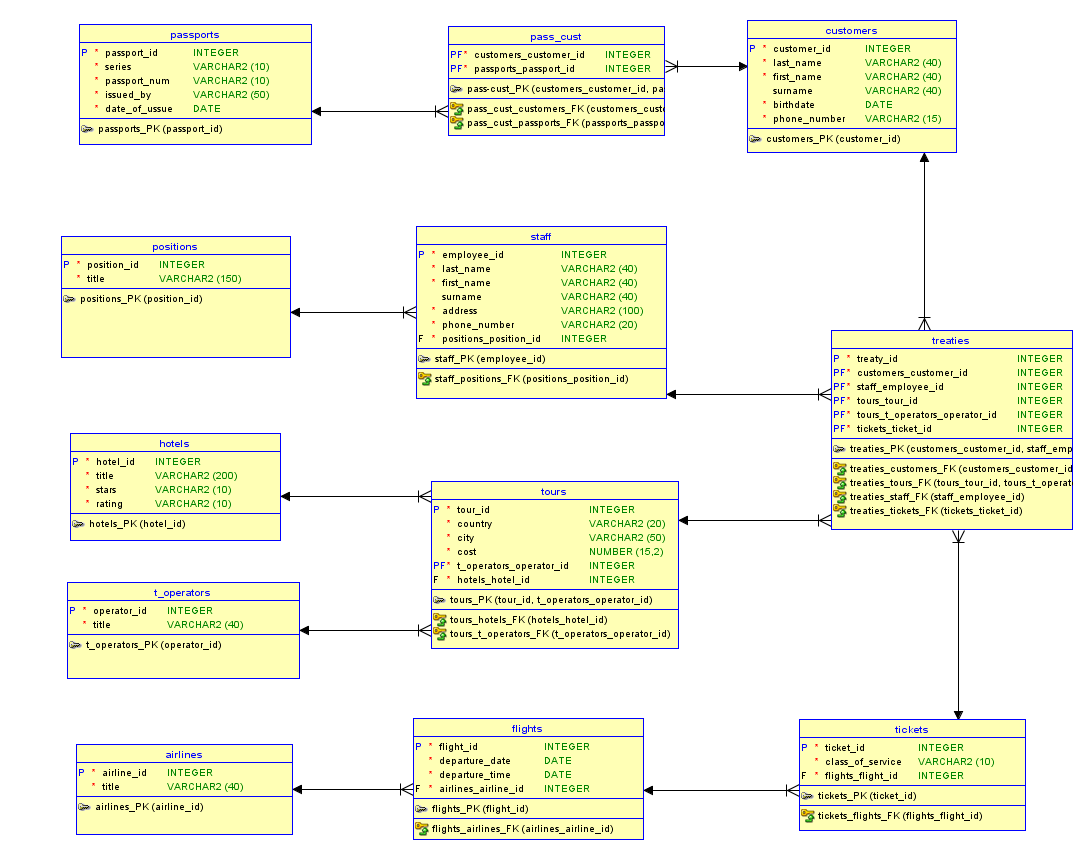 passports
P * passport_id INTEGER
* series VARCHAR2 (10)
* passport_num VARCHAR2 (10)
* issued_by VARCHAR2 (50)
* date_of_ussue DATE
passports_PK (passport_id)
pass_cust
PF* customers_customer_id INTEGER
PF* passports_passport_id INTEGER
pass-cust_PK (customers_customer_id, pa
pass_cust_customers_FK (customers_cust
pass_cust_passports_FK (passports_passpo
customers
P * customer_id INTEGER
* last_name VARCHAR2 (40)
* first_name VARCHAR2 (40)
surname VARCHAR2 (40)
* birthdate DATE
* phone_number VARCHAR2 (15)
customers_PK (customer_id)
positions
P * position_id INTEGER
* title VARCHAR2 (150)
positions_PK (position_id)
staff
P * employee_id INTEGER
* last_name VARCHAR2 (40)
* first_name VARCHAR2 (40)
surname VARCHAR2 (40)
* address VARCHAR2 (100)
* phone_number VARCHAR2 (20)
F * positions_position_id INTEGER
staff_PK (employee_id)
staff_positions_FK (positions_position_id)
treaties
P * treaty_id INTEGER
PF* customers_customer_id INTEGER
PF* staff_employee_id INTEGER
PF* tours_tour_id INTEGER
PF* tours_t_operators_operator_id INTEGER
PF* tickets_ticket_id INTEGER
treaties_PK (customers_customer_id, staff_emp
treaties_customers_FK (customers_customer_id
treaties_tours_FK (tours_tour_id, tours_t_operat
treaties_staff_FK (staff_employee_id)
treaties_tickets_FK (tickets_ticket_id)
hotels
P * hotel_id INTEGER
* title VARCHAR2 (200)
* stars VARCHAR2 (10)
* rating VARCHAR2 (10)
hotels_PK (hotel_id)
tours
P * tour_id INTEGER
* country VARCHAR2 (20)
* city VARCHAR2 (50)
* cost NUMBER (15,2)
PF* t_operators_operator_id INTEGER
F * hotels_hotel_id INTEGER
tours_PK (tour_id, t_operators_operator_id)
tours_hotels_FK (hotels_hotel_id)
tours_t_operators_FK (t_operators_operator_id)
t_operators
P * operator_id INTEGER
* title VARCHAR2 (40)
t_operators_PK (operator_id)
airlines
P * airline_id INTEGER
* title VARCHAR2 (40)
airlines_PK (airline_id)
flights
P * flight_id INTEGER
* departure_date DATE
* departure_time DATE
F * airlines_airline_id INTEGER
flights_PK (flight_id)
flights_airlines_FK (airlines_airline_id)
tickets
P * ticket_id INTEGER
* class_of_service VARCHAR2 (10)
F * flights_flight_id INTEGER
tickets_PK (ticket_id)
tickets_flights_FK (flights_flight_id)